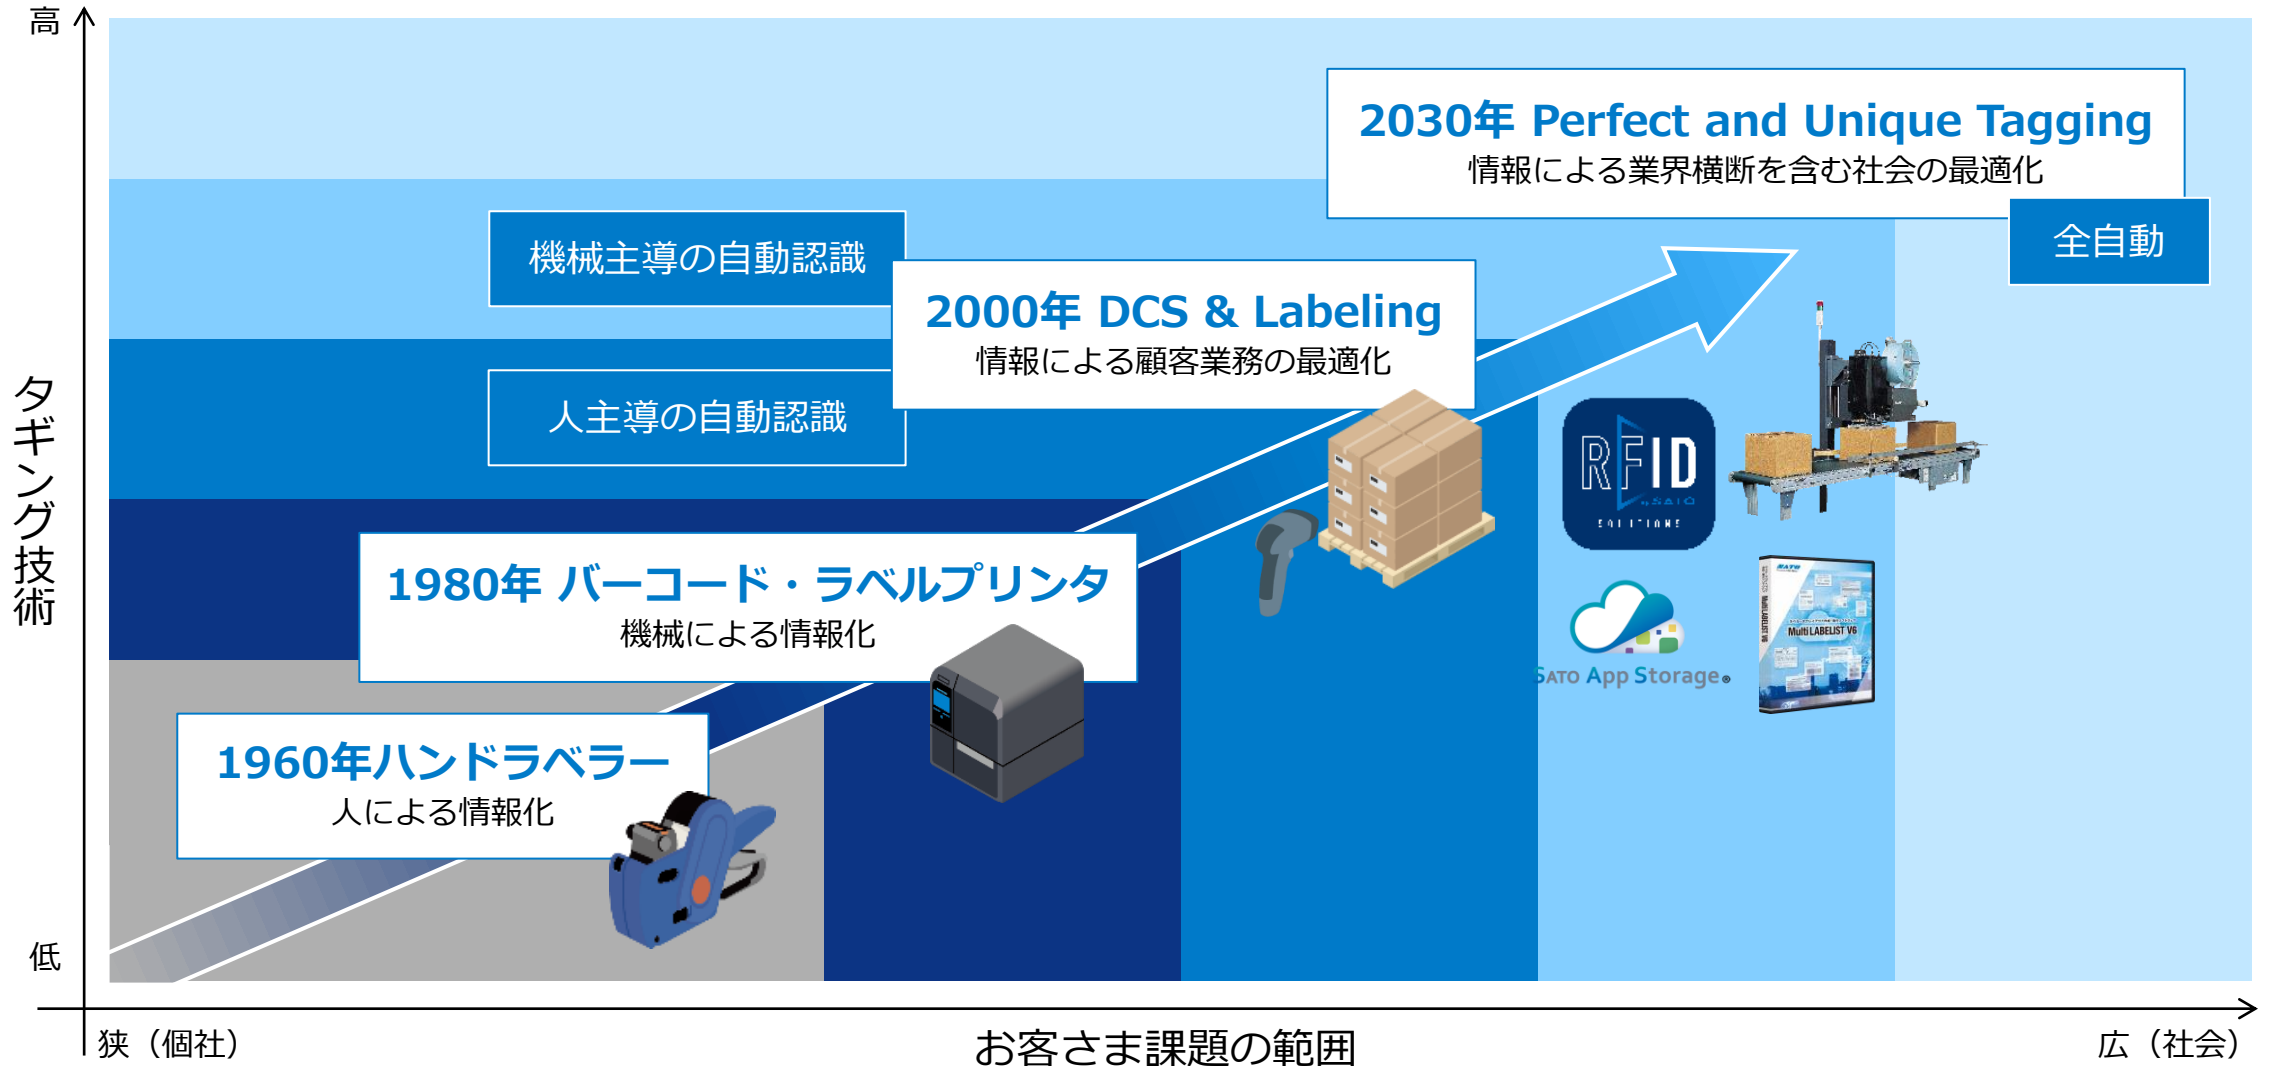 高
2030年 Perfect and Unique Tagging
情報による業界横断を含む社会の最適化
全自動
機械主導の自動認識
2000年 DCS & Labeling
情報による顧客業務の最適化
人主導の自動認識
タギング技術
RFID
by SATO
SOLUTIONS
1980年 バーコード・ラベルプリンタ
機械による情報化
SATO
Multi LABELIST V6
SATO App Storage®
1960年ハンドラベラー
人による情報化
低
狭（個社）
お客さま課題の範囲
広（社会）